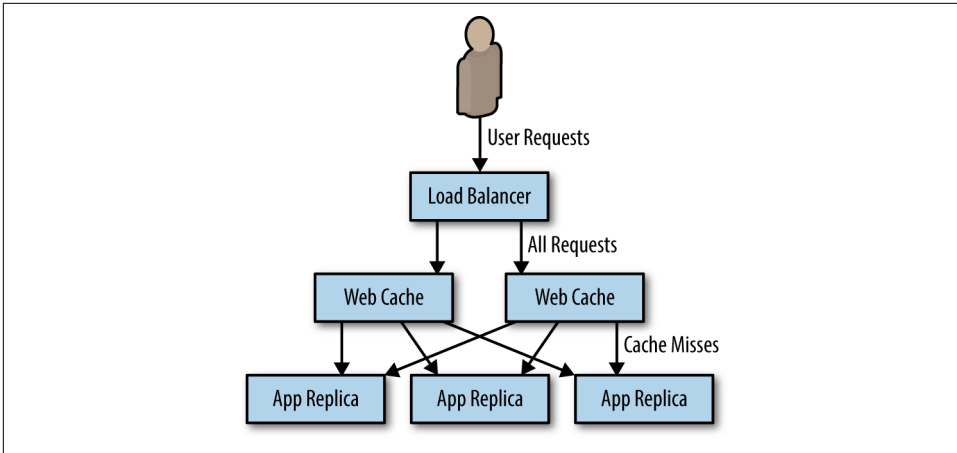 User Requests
Load Balancer
All Requests
Web Cache
Web Cache
Cache Misses
App Replica
App Replica
App Replica